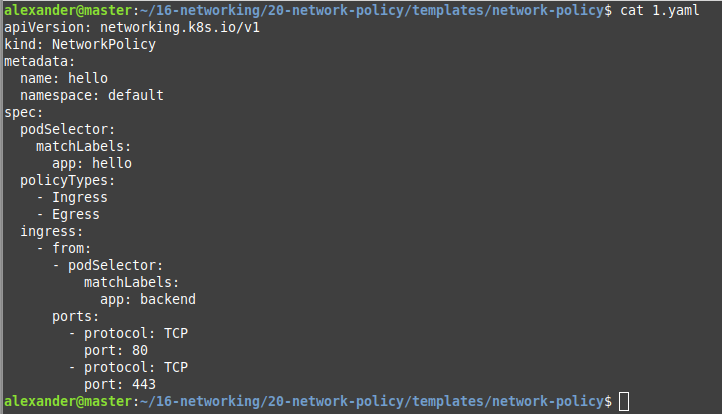 alexander@master:~/16-networking/20-network-policy/templates/network-policy$ cat 1.yaml
apiVersion: networking.k8s.io/v1
kind: NetworkPolicy
metadata:
  name: hello
  namespace: default
spec:
  podSelector:
    matchLabels:
      app: hello
  policyTypes:
    - Ingress
    - Egress
  ingress:
    - from:
      - podSelector:
          matchLabels:
            app: backend
      ports:
        - protocol: TCP
          port: 80
        - protocol: TCP
          port: 443
alexander@master:~/16-networking/20-network-policy/templates/network-policy$